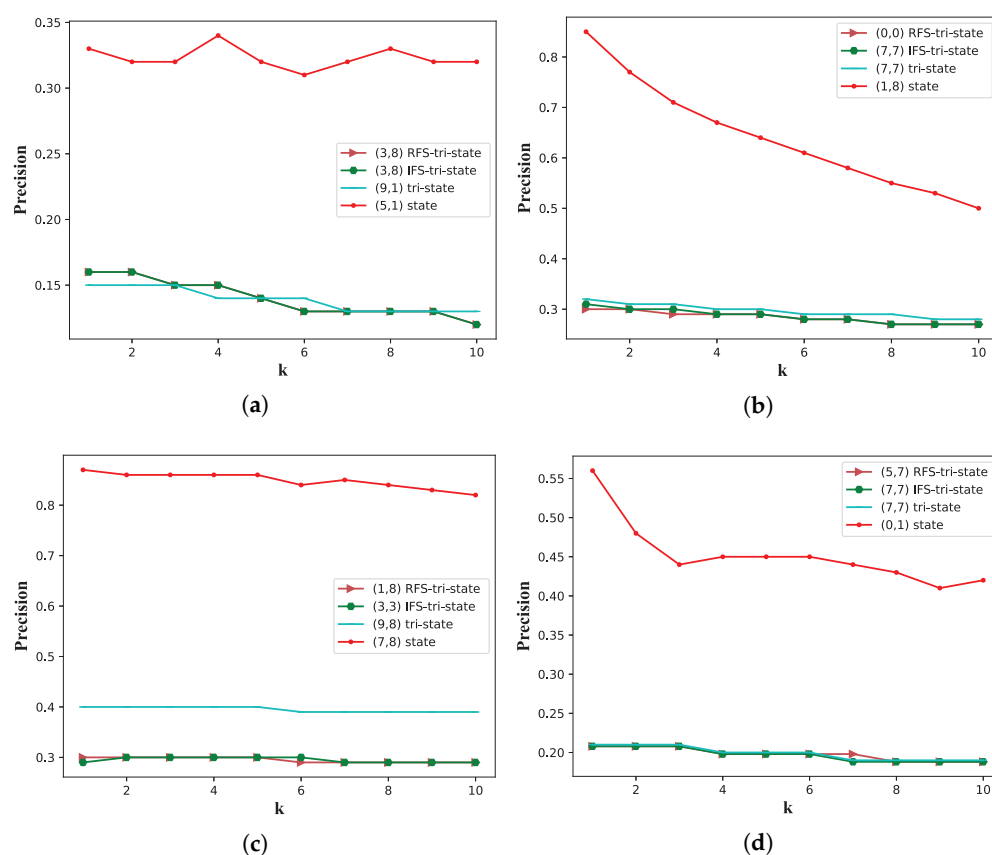 0.35
0.30
0.25
0.20
0.15
Precision
(3,8) RFS-tri-state
(3,8) IFS-tri-state
(9,1) tri-state
(5,1) state
2 4 6 8 10
k
(a)
0.8
0.7
0.6
0.5
0.4
0.3
Precision
(0,0) RFS-tri-state
(7,7) IFS-tri-state
(7,7) tri-state
(1,8) state
2 4 6 8 10
k
(b)
0.8
0.7
0.6
0.5
0.4
0.3
Precision
(1,8) RFS-tri-state
(3,3) IFS-tri-state
(9,8) tri-state
(7,8) state
2 4 6 8 10
k
(c)
0.55
0.50
0.45
0.40
0.35
0.30
0.25
0.20
Precision
(5,7) RFS-tri-state
(7,7) IFS-tri-state
(7,7) tri-state
(0,1) state
2 4 6 8 10
k
(d)